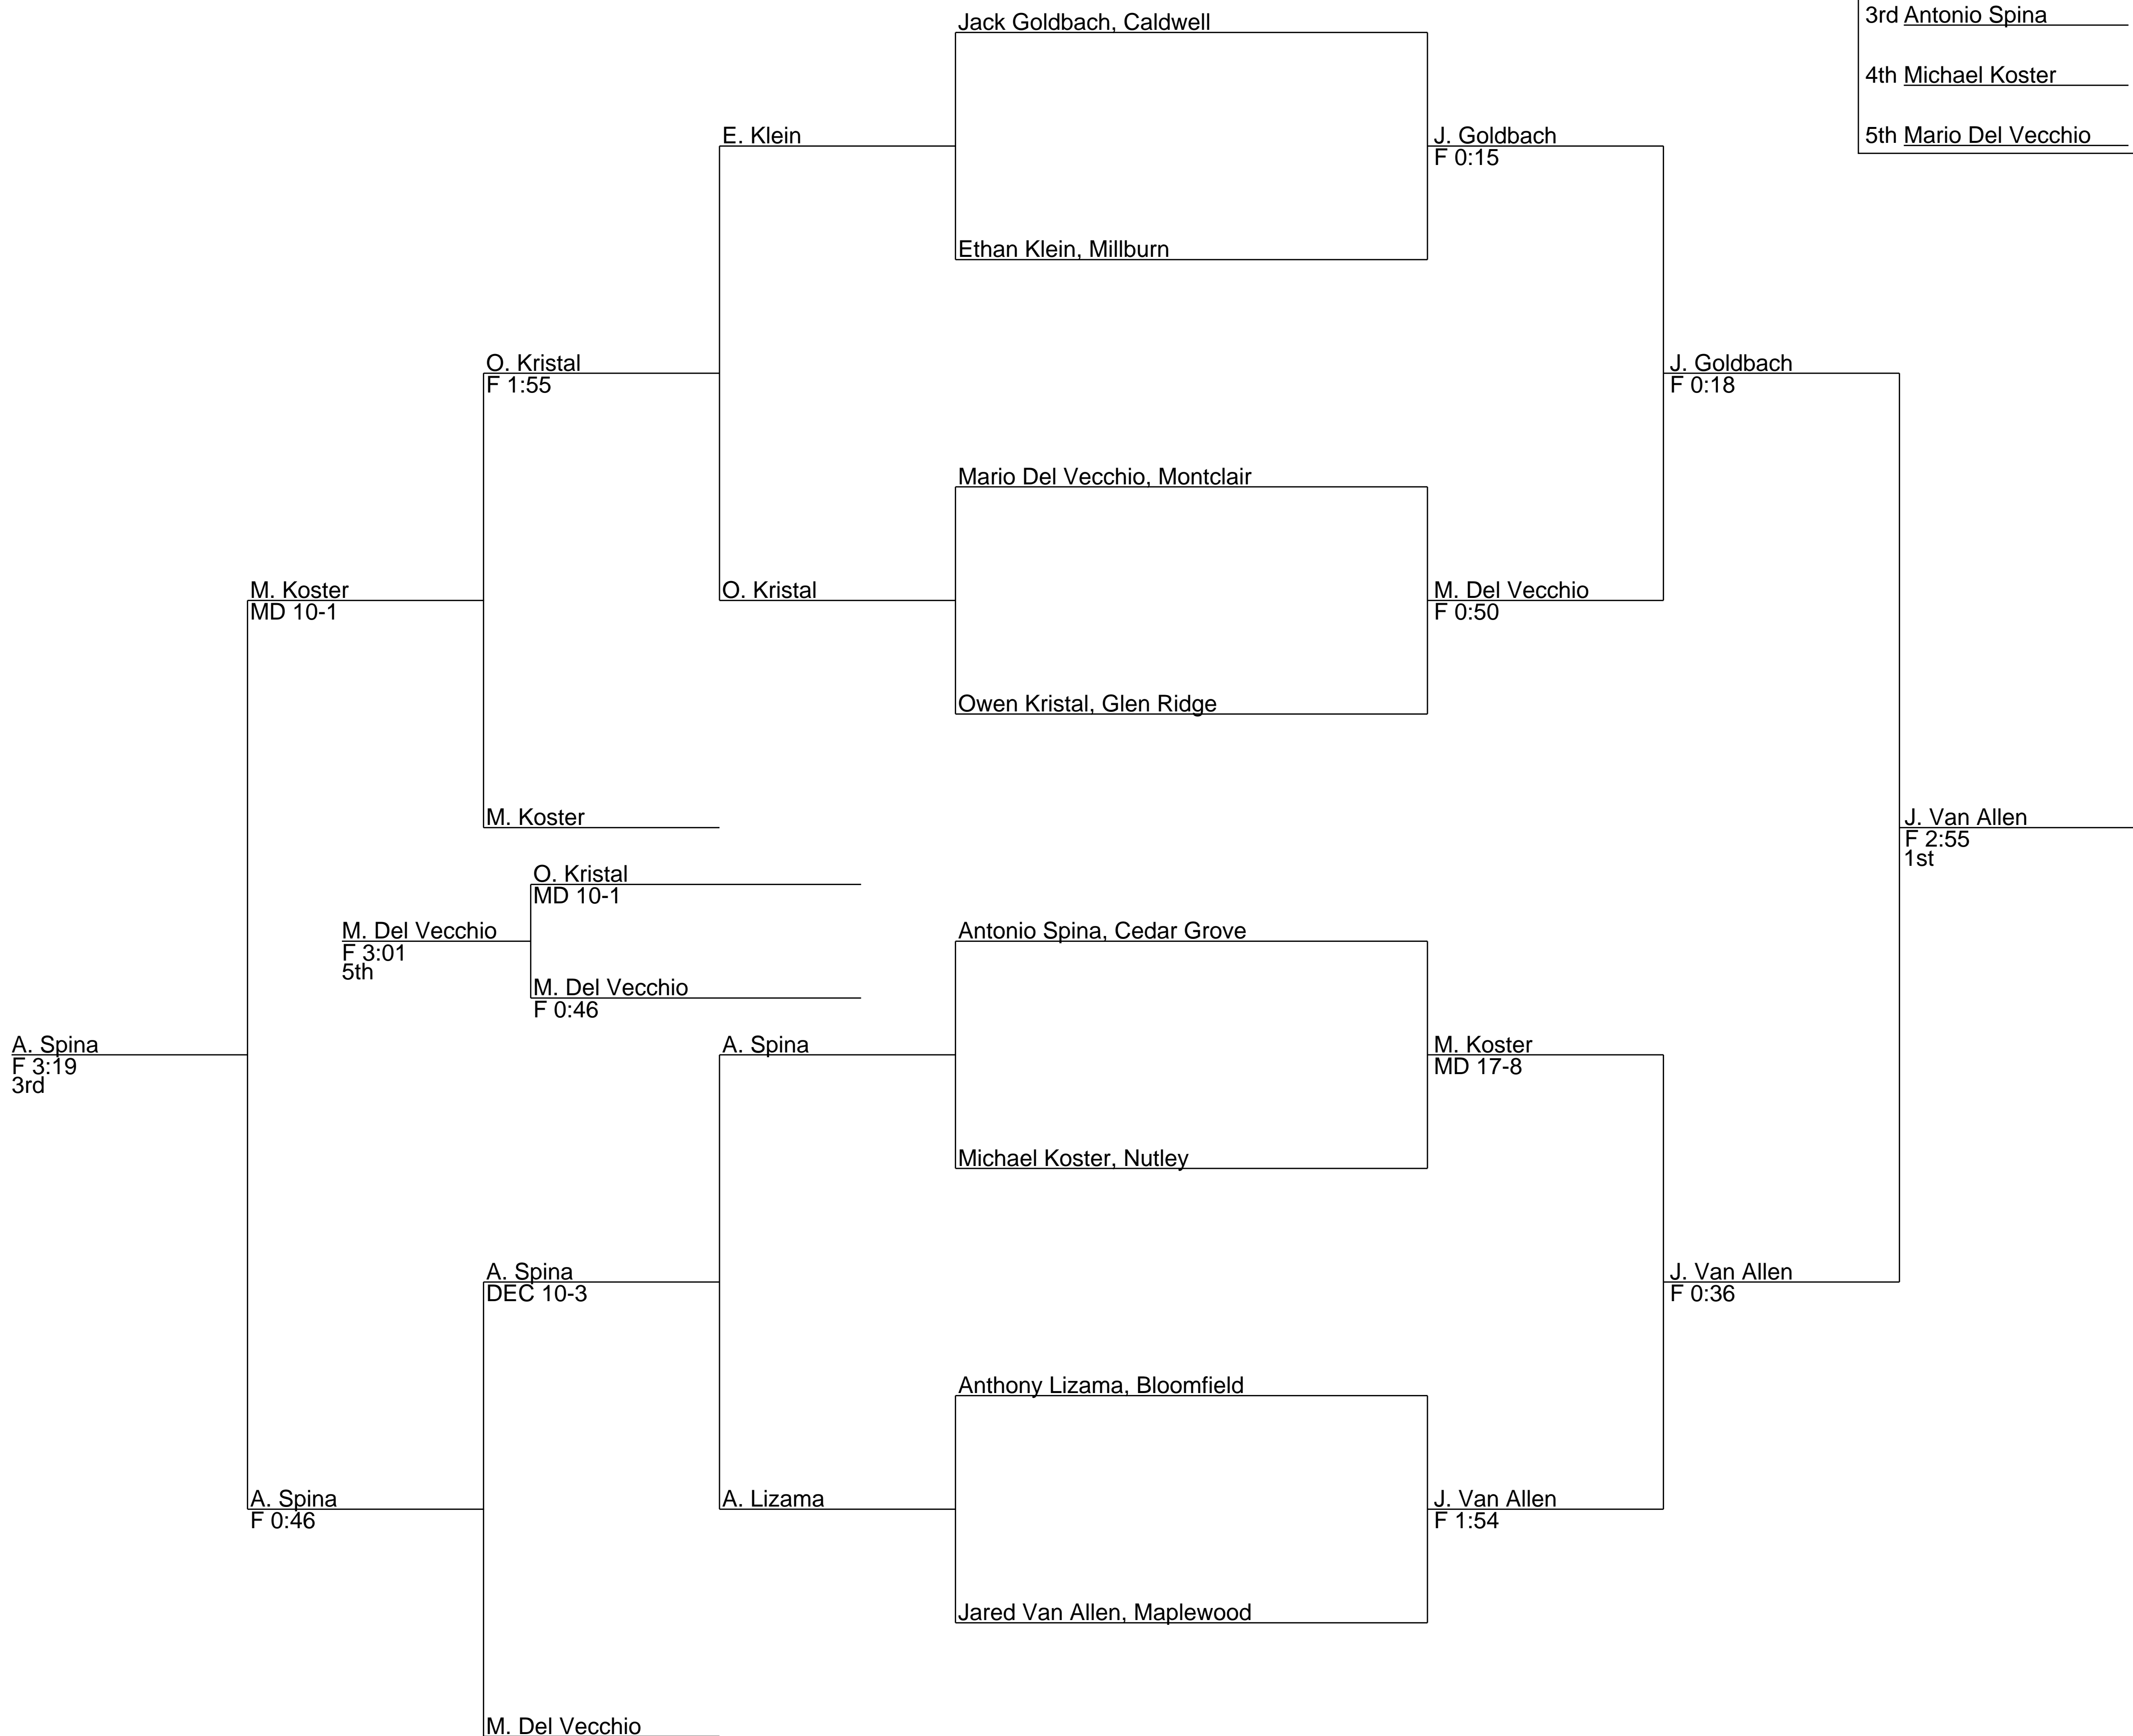 Jack Goldbach, Caldwell
3rd Antonio Spina
4th Michael Koster
E. Klein
J. Goldbach
F 0:15
5th Mario Del Vecchio
Ethan Klein, Millburn
O. Kristal
F 1:55
J. Goldbach
F 0:18
Mario Del Vecchio, Montclair
M. Koster
MD 10-1
O. Kristal
M. Del Vecchio
F 0:50
Owen Kristal, Glen Ridge
M. Koster
J. Van Allen
F 2:55
1st
O. Kristal
MD 10-1
M. Del Vecchio
F 3:01
5th
Antonio Spina, Cedar Grove
M. Del Vecchio
F 0:46
A. Spina
F 3:19
3rd
A. Spina
M. Koster
MD 17-8
Michael Koster, Nutley
A. Spina
DEC 10-3
J. Van Allen
F 0:36
Anthony Lizama, Bloomfield
A. Spina
F 0:46
A. Lizama
J. Van Allen
F 1:54
Jared Van Allen, Maplewood
M. Del Vecchio